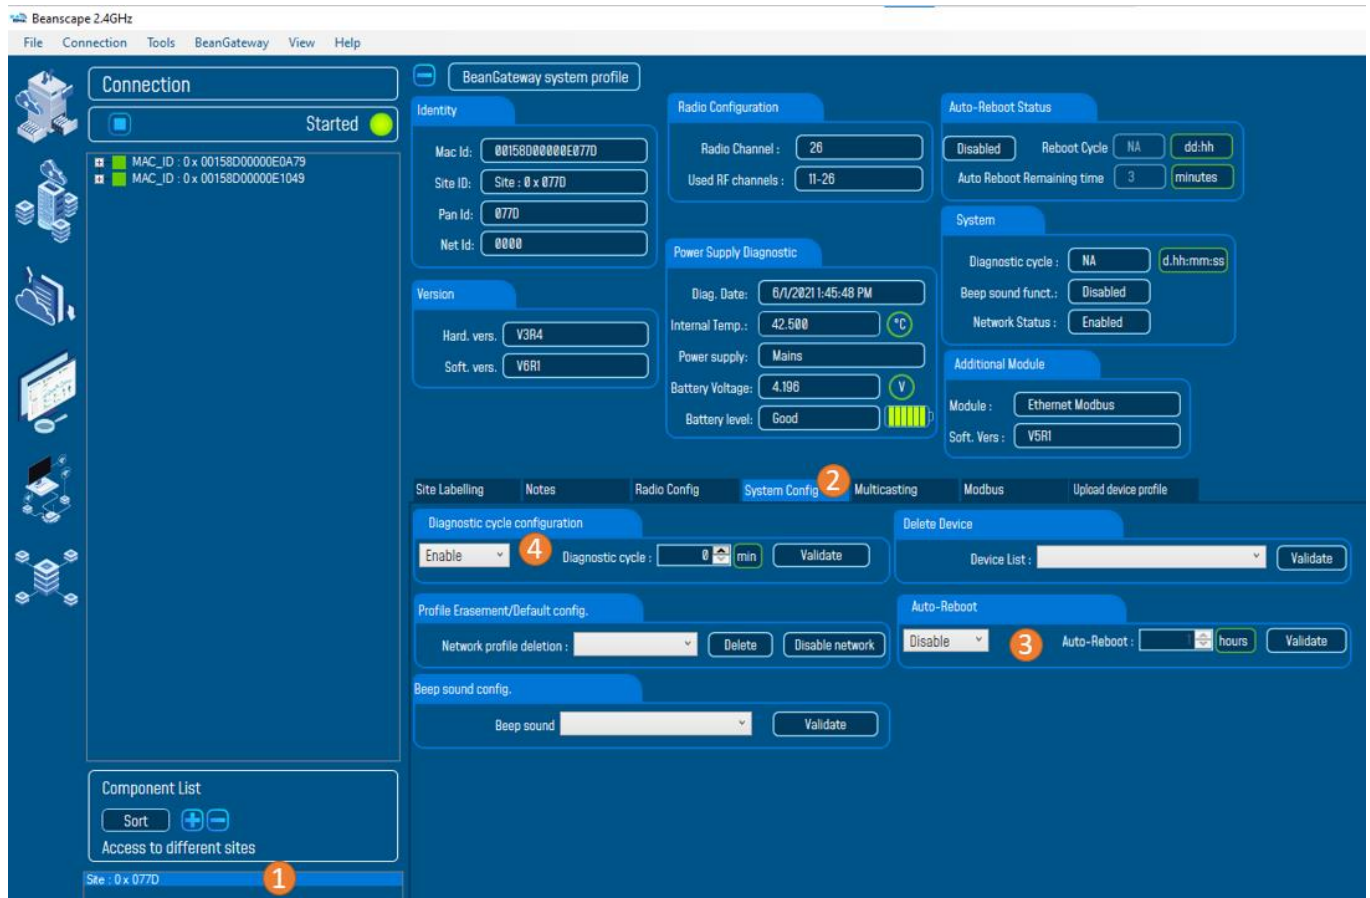 Beanscape 2.4GHz
File Connection Tools BeanGateway View Help
Connection
Started
MAC_ID : 0 x 00158D00000E0A79
MAC_ID : 0 x 00158D00000E1049
Component List
Sort
Access to different sites
Site : 0 x 077D
1
BeanGateway system profile
Identity
Mac Id: 00158D00000E077D
Site ID: Site : 0 x 077D
Pan Id: 077D
Net Id: 0000
Version
Hard. vers. V3R4
Soft. vers. V6R1
Radio Configuration
Radio Channel : 26
Used RF channels : 11-26
Power Supply Diagnostic
Diag. Date: 6/1/2021 1:45:48 PM
Internal Temp.: 42.500 °C
Power supply: Mains
Battery Voltage: 4.196 V
Battery level: Good
Auto-Reboot Status
Disabled Reboot Cycle NA dd:hh
Auto Reboot Remaining time 3 minutes
System
Diagnostic cycle : NA d.hh:mm:ss
Beep sound funct.: Disabled
Network Status : Enabled
Additional Module
Module : Ethernet Modbus
Soft. Vers : V5R1
Site Labelling Notes Radio Config System Config 2 Multicasting Modbus Upload device profile
Diagnostic cycle configuration
Enable 4 Diagnostic cycle : 0 min Validate
Delete Device
Device List : Validate
Profile Erasement/Default config.
Network profile deletion : Delete Disable network
Auto-Reboot
Disable 3 Auto-Reboot : 1 hours Validate
Beep sound config.
Beep sound Validate